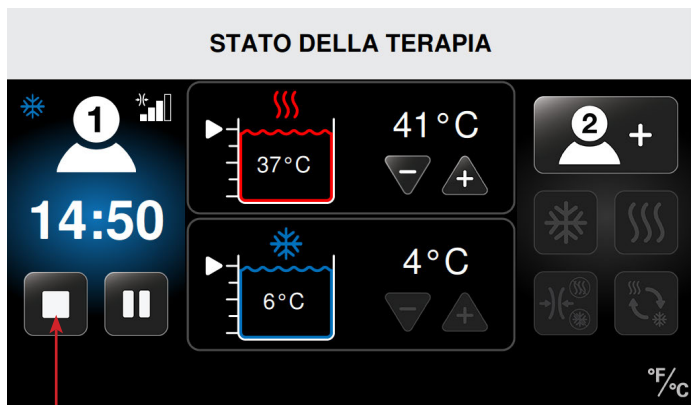 STATO DELLA TERAPIA
1
14:50
37°C
41°C
6°C
4°C
2 +
°F/°C